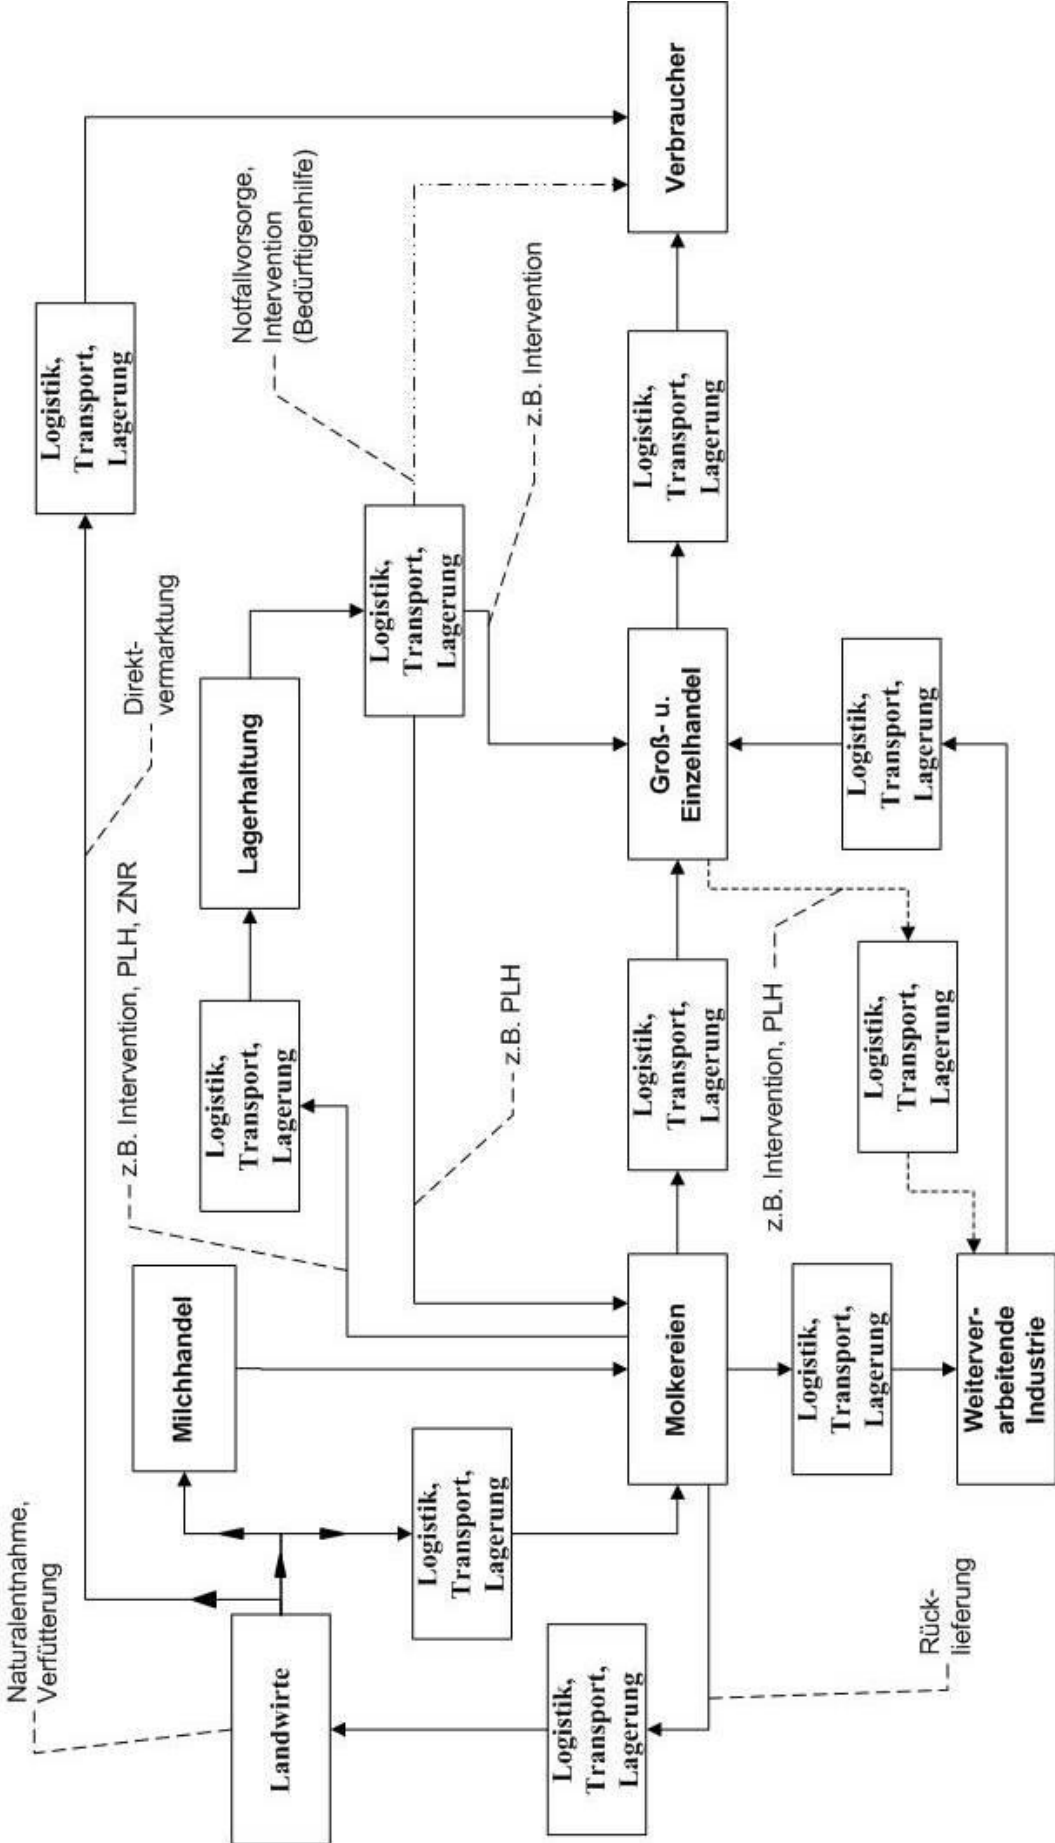 Naturalentnahme,
Verfütterung
Landwirte
Logistik,
Transport,
Lagerung
Rück-
lieferung
Milchhandel
Logistik,
Transport,
Lagerung
Molkereien
Logistik,
Transport,
Lagerung
Weiterver-
arbeitende
Industrie
z.B. Intervention, PLH, ZNR
Logistik,
Transport,
Lagerung
z.B. PLH
Logistik,
Transport,
Lagerung
z.B. Intervention, PLH
Logistik,
Transport,
Lagerung
Direkt-
vermarktung
Lagerhaltung
Groß- u.
Einzelhandel
Logistik,
Transport,
Lagerung
Logistik,
Transport,
Lagerung
z.B. Intervention
Logistik,
Transport,
Lagerung
Notfallvorsorge,
Intervention
(Bedürftigenhilfe)
Logistik,
Transport,
Lagerung
Verbraucher